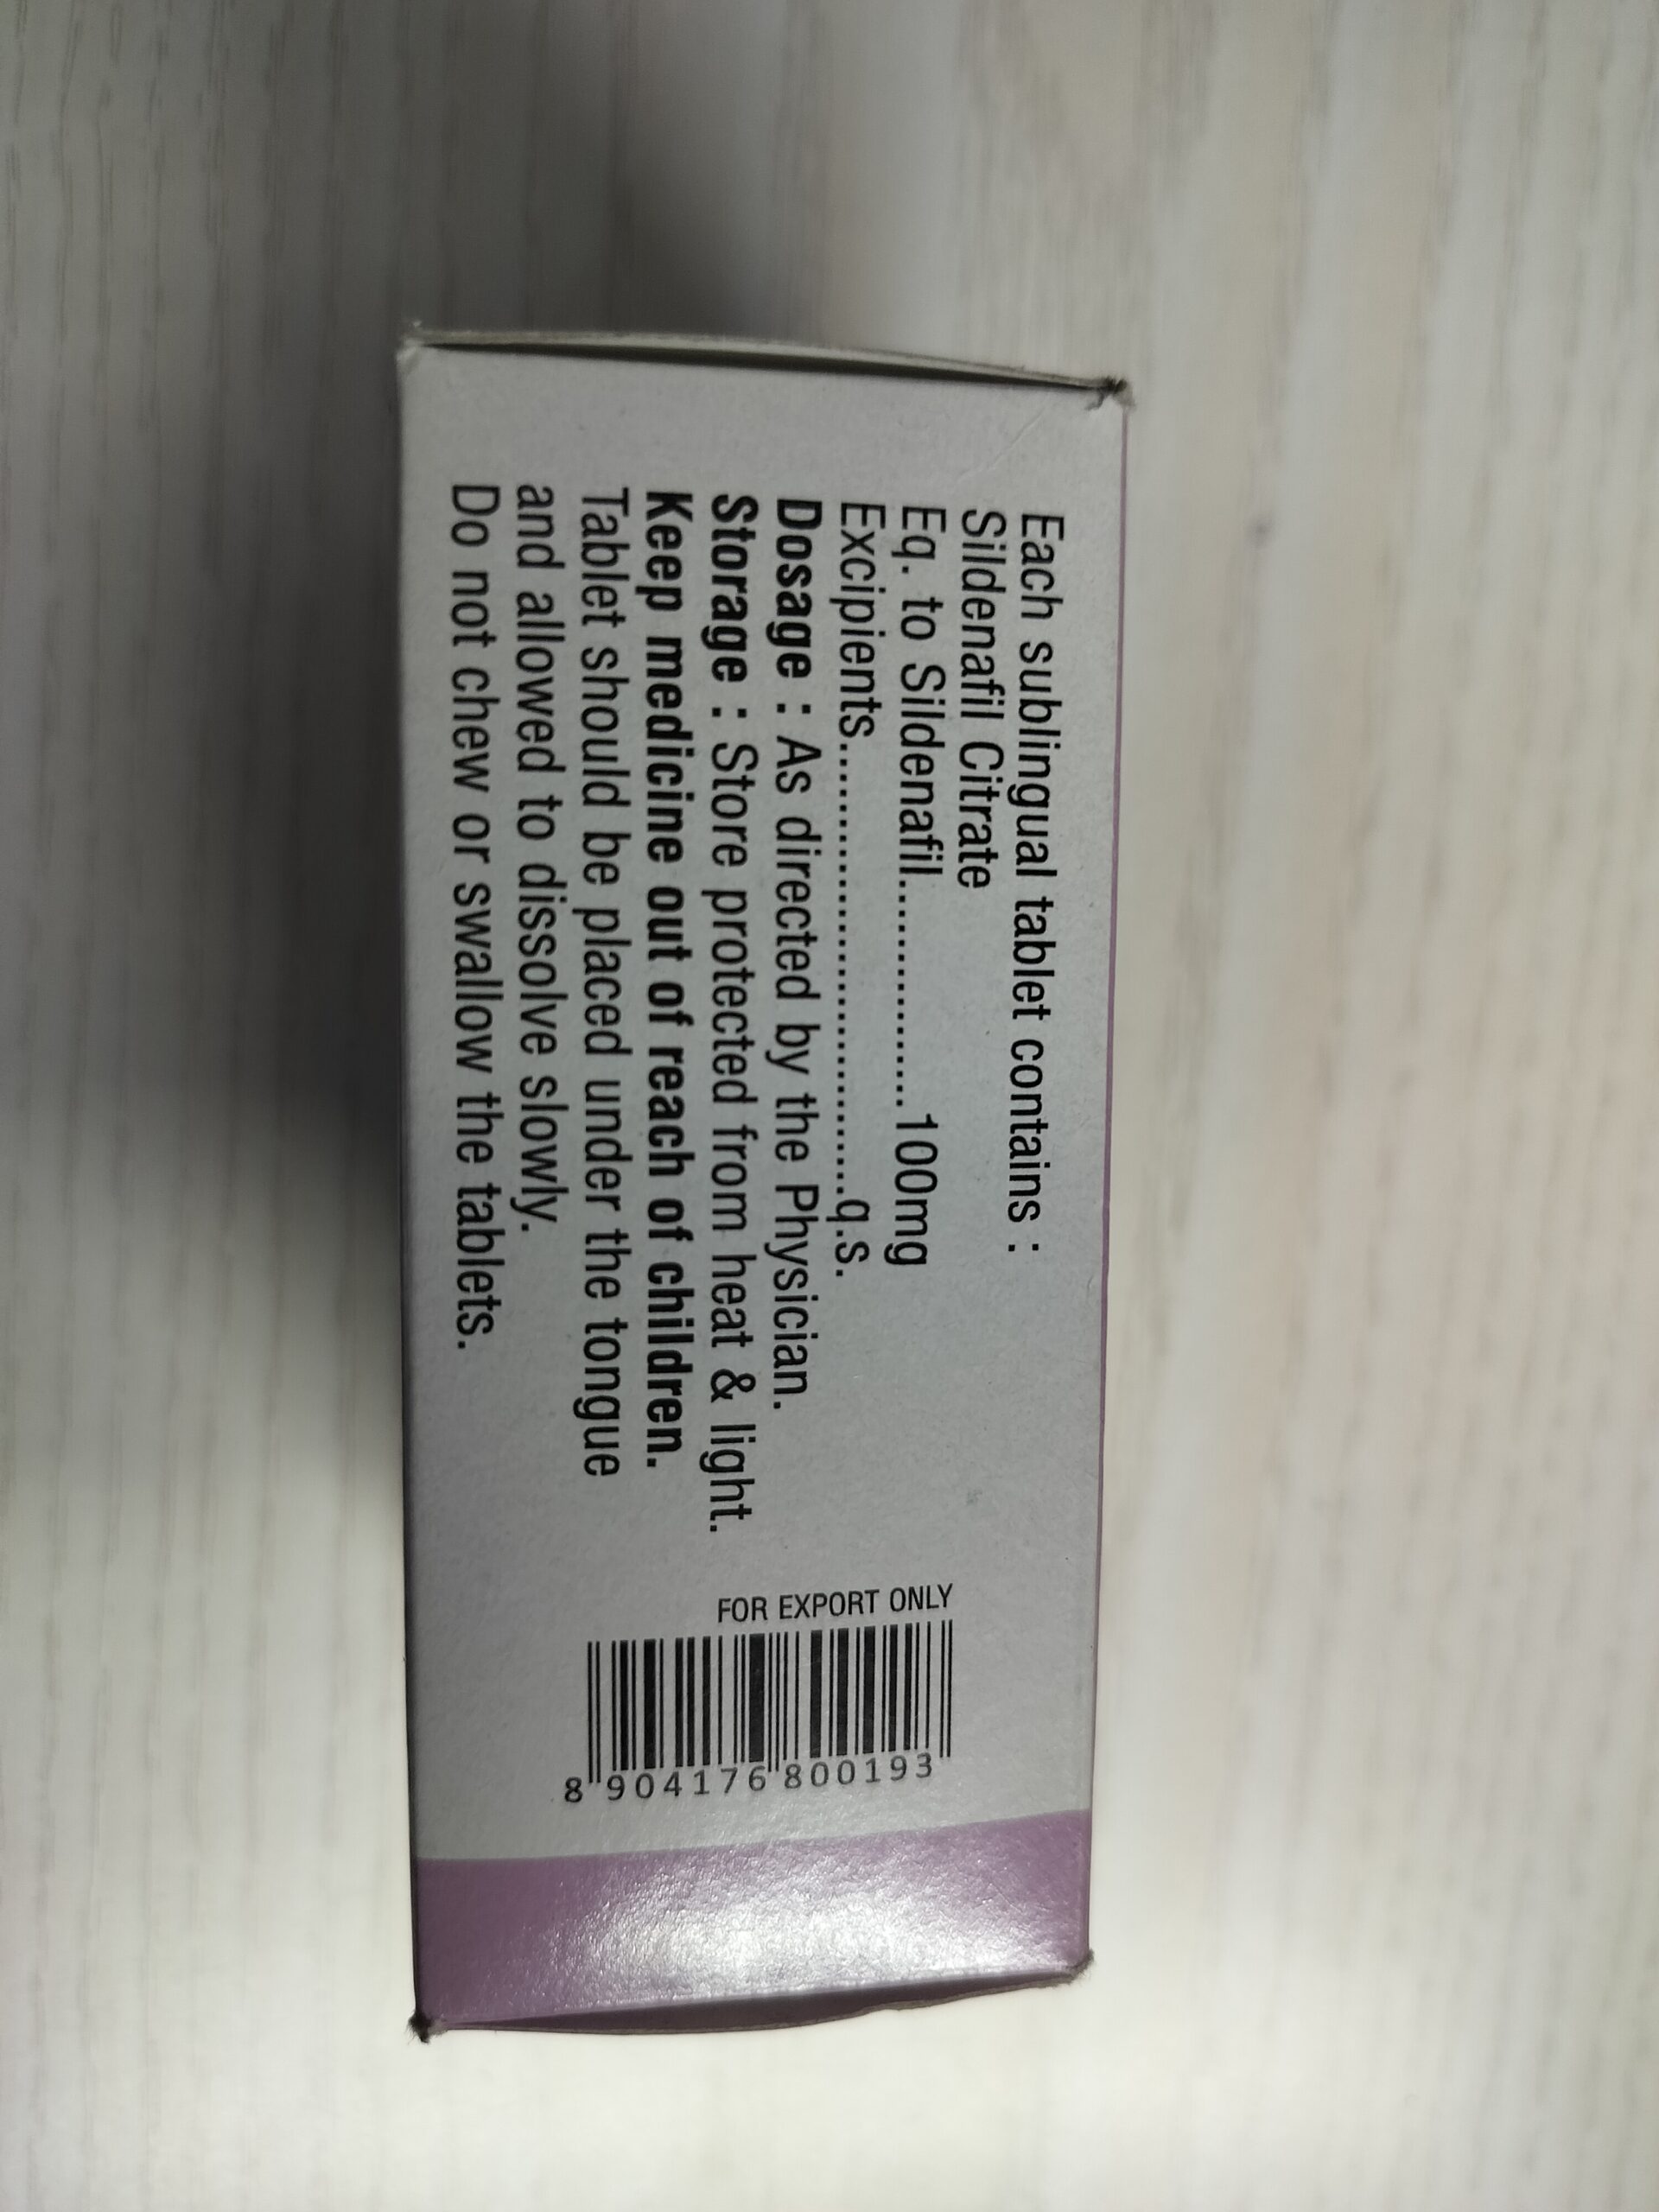 Each sublingual tablet contains :
Sildenafil Citrate
Eq. to Sildenafil................100mg
Excipients.................................q.s.
Dosage : As directed by the Physician.
Storage : Store protected from heat & light.
Keep medicine out of reach of children.
Tablet should be placed under the tongue
and allowed to dissolve slowly.
Do not chew or swallow the tablets.
FOR EXPORT ONLY
8 904176 800193